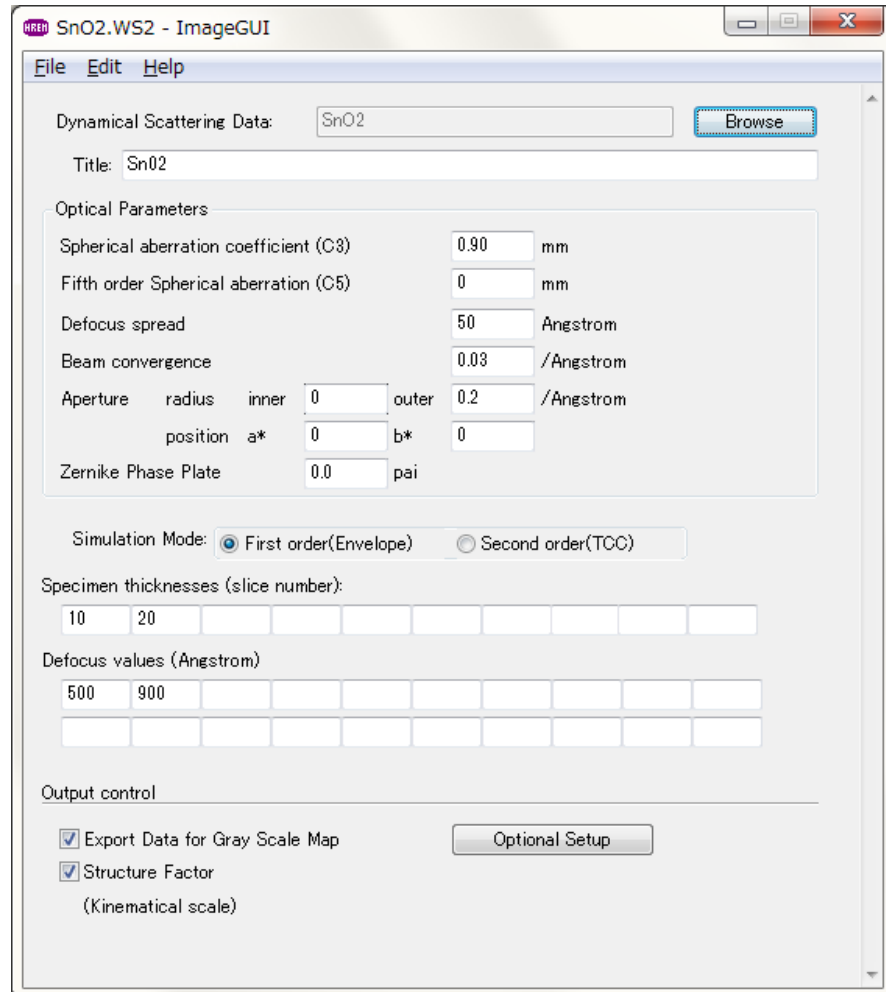 HREM SnO2.WS2 - ImageGUI
File Edit Help
Dynamical Scattering Data: SnO2 Browse
Title: Sn02
Optical Parameters
Spherical aberration coefficient (C3) 0.90 mm
Fifth order Spherical aberration (C5) 0 mm
Defocus spread 50 Angstrom
Beam convergence 0.03 /Angstrom
Aperture radius inner 0 outer 0.2 /Angstrom
position a* 0 b* 0
Zernike Phase Plate 0.0 pai
Simulation Mode: First order(Envelope) Second order(TCC)
Specimen thicknesses (slice number):
10 20
Defocus values (Angstrom)
500 900
Output control
Export Data for Gray Scale Map Optional Setup
Structure Factor
(Kinematical scale)